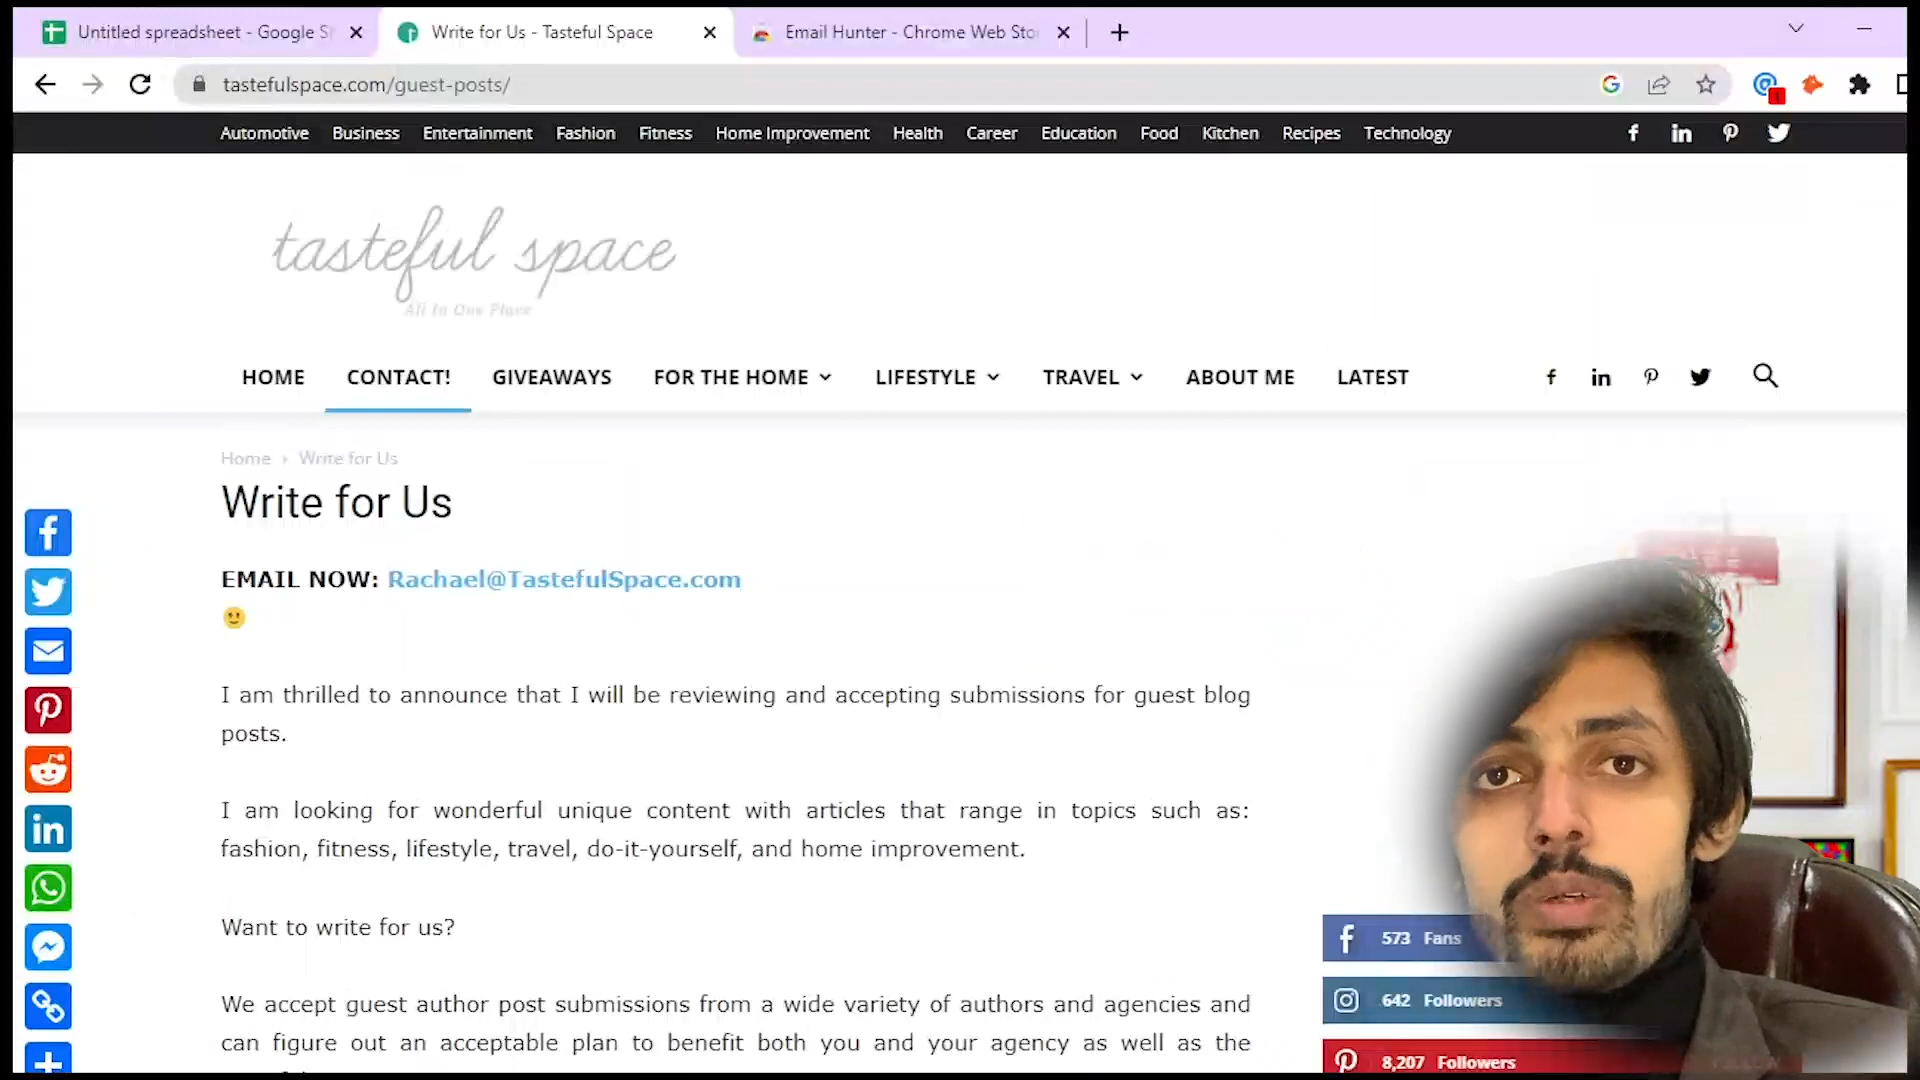 Untitled spreadsheet - Google S
Write for Us - Tasteful Space
Email Hunter - Chrome Web Sto
tastefulspace.com/guest-posts/
Automotive Business Entertainment Fashion Fitness Home Improvement Health Career Education Food Kitchen Recipes Technology
tasteful space
All In One Place
HOME CONTACT! GIVEAWAYS FOR THE HOME LIFESTYLE TRAVEL ABOUT ME LATEST
Home › Write for Us
Write for Us
EMAIL NOW: Rachael@TastefulSpace.com
I am thrilled to announce that I will be reviewing and accepting submissions for guest blog
posts.
I am looking for wonderful unique content with articles that range in topics such as:
fashion, fitness, lifestyle, travel, do-it-yourself, and home improvement.
Want to write for us?
We accept guest author post submissions from a wide variety of authors and agencies and
can figure out an acceptable plan to benefit both you and your agency as well as the
573 Fans
642 Followers
8,207 Followers